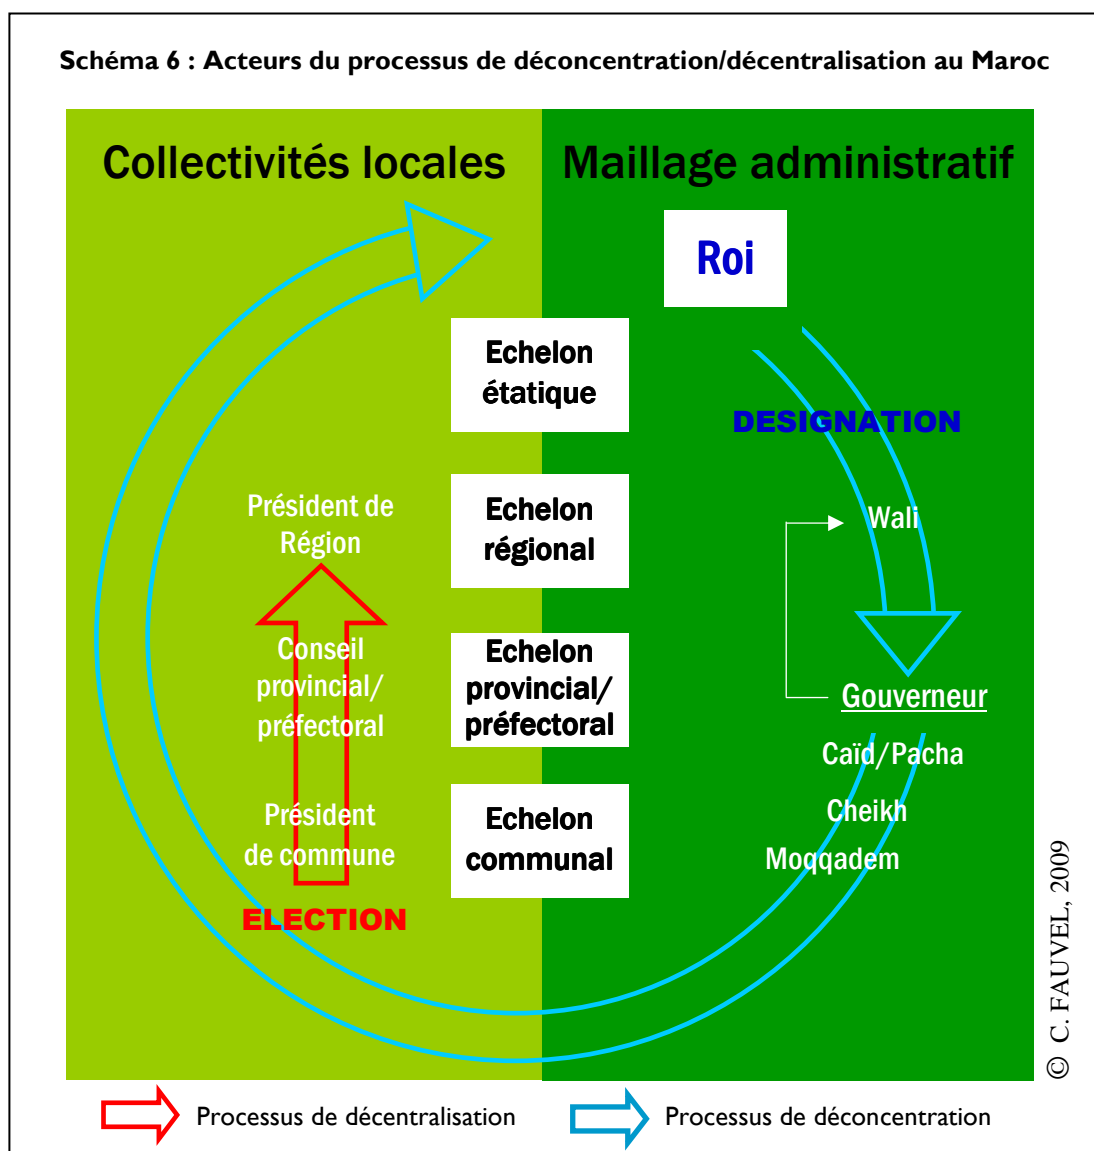 Schéma 6 : Acteurs du processus de déconcentration/décentralisation au Maroc
Collectivités locales
Maillage administratif
Roi
Echelon
étatique
DESIGNATION
Président de
Région
Echelon
régional
Wali
Conseil
provincial/
préfectoral
Echelon
provincial/
préfectoral
Gouverneur
Caïd/Pacha
Président
de commune
Echelon
communal
Cheikh
Moqqadem
ELECTION
© C. FAUVEL, 2009
Processus de décentralisation
Processus de déconcentration